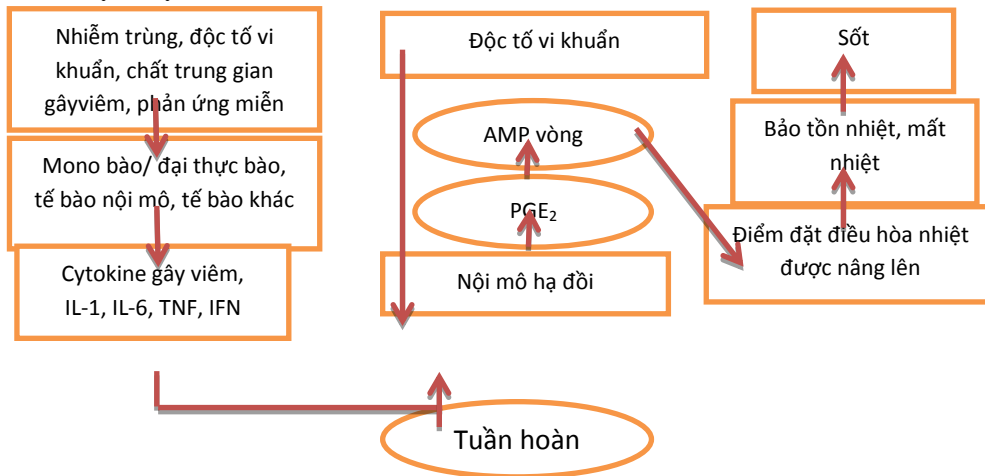 Nhiễm trùng, độc tố vi
khuẩn, chất trung gian
gâyviêm, phản ứng miễn
Mono bào/ đại thực bào,
tế bào nội mô, tế bào khác
Cytokine gây viêm,
IL-1, IL-6, TNF, IFN
Độc tố vi khuẩn
AMP vòng
PGE₂
Nội mô hạ đồi
Tuần hoàn
Sốt
Bảo tồn nhiệt, mất
nhiệt
Điểm đặt điều hòa nhiệt
được nâng lên